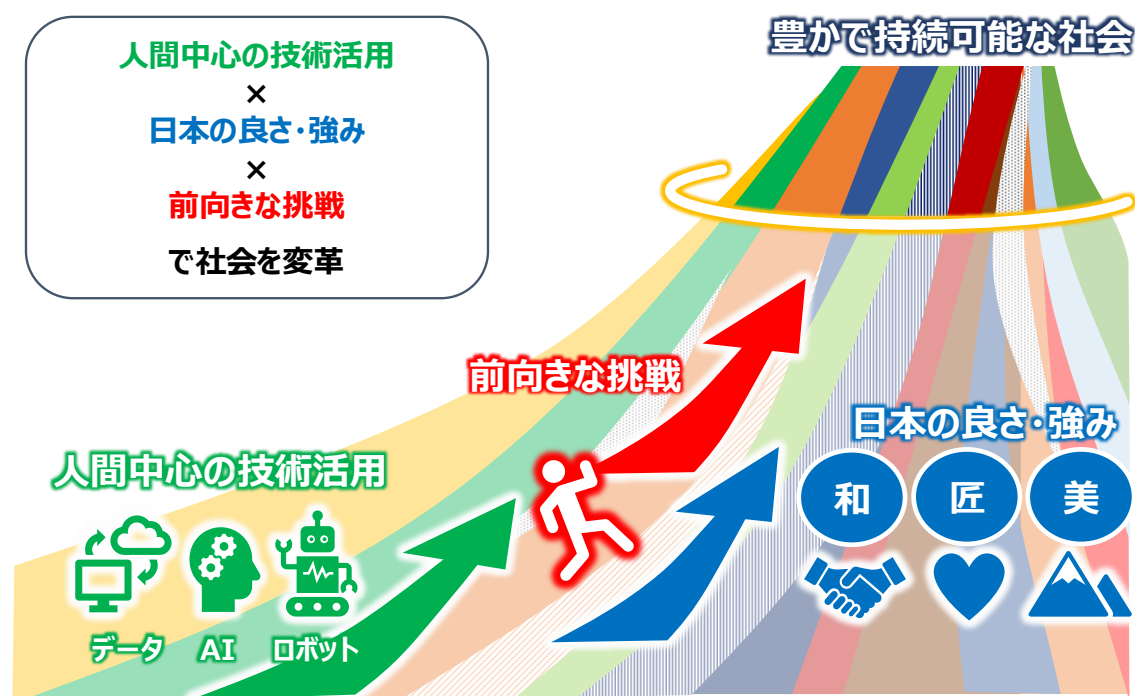 人間中心の技術活用
×
日本の良さ・強み
×
前向きな挑戦
で社会を変革
豊かで持続可能な社会
前向きな挑戦
日本の良さ・強み
和 匠 美
人間中心の技術活用
データ AI ロボット